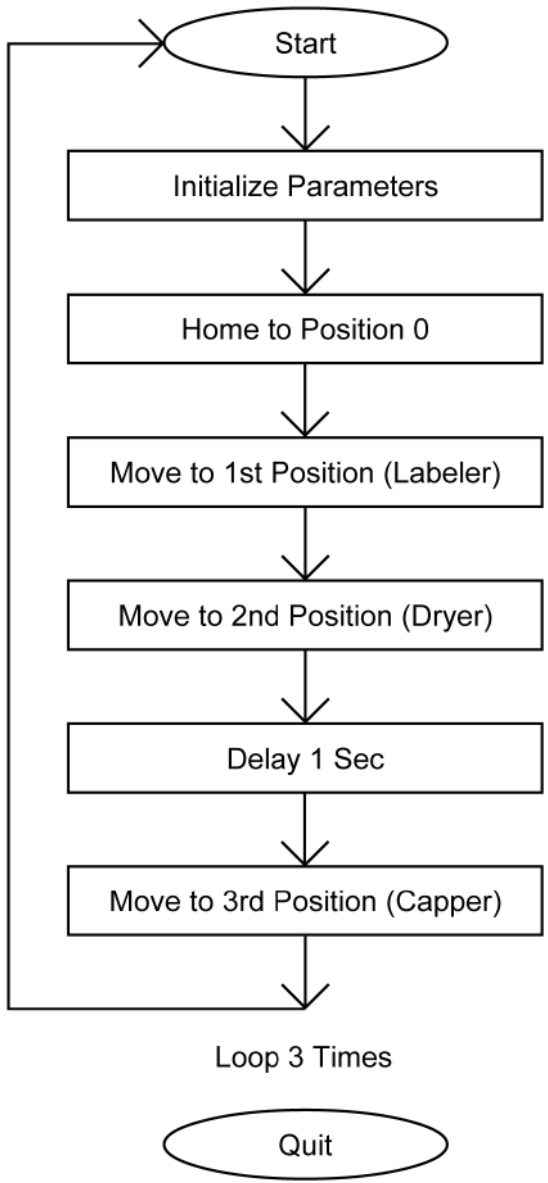 Start
Initialize Parameters
Home to Position 0
Move to 1st Position (Labeler)
Move to 2nd Position (Dryer)
Delay 1 Sec
Move to 3rd Position (Capper)
Loop 3 Times
Quit